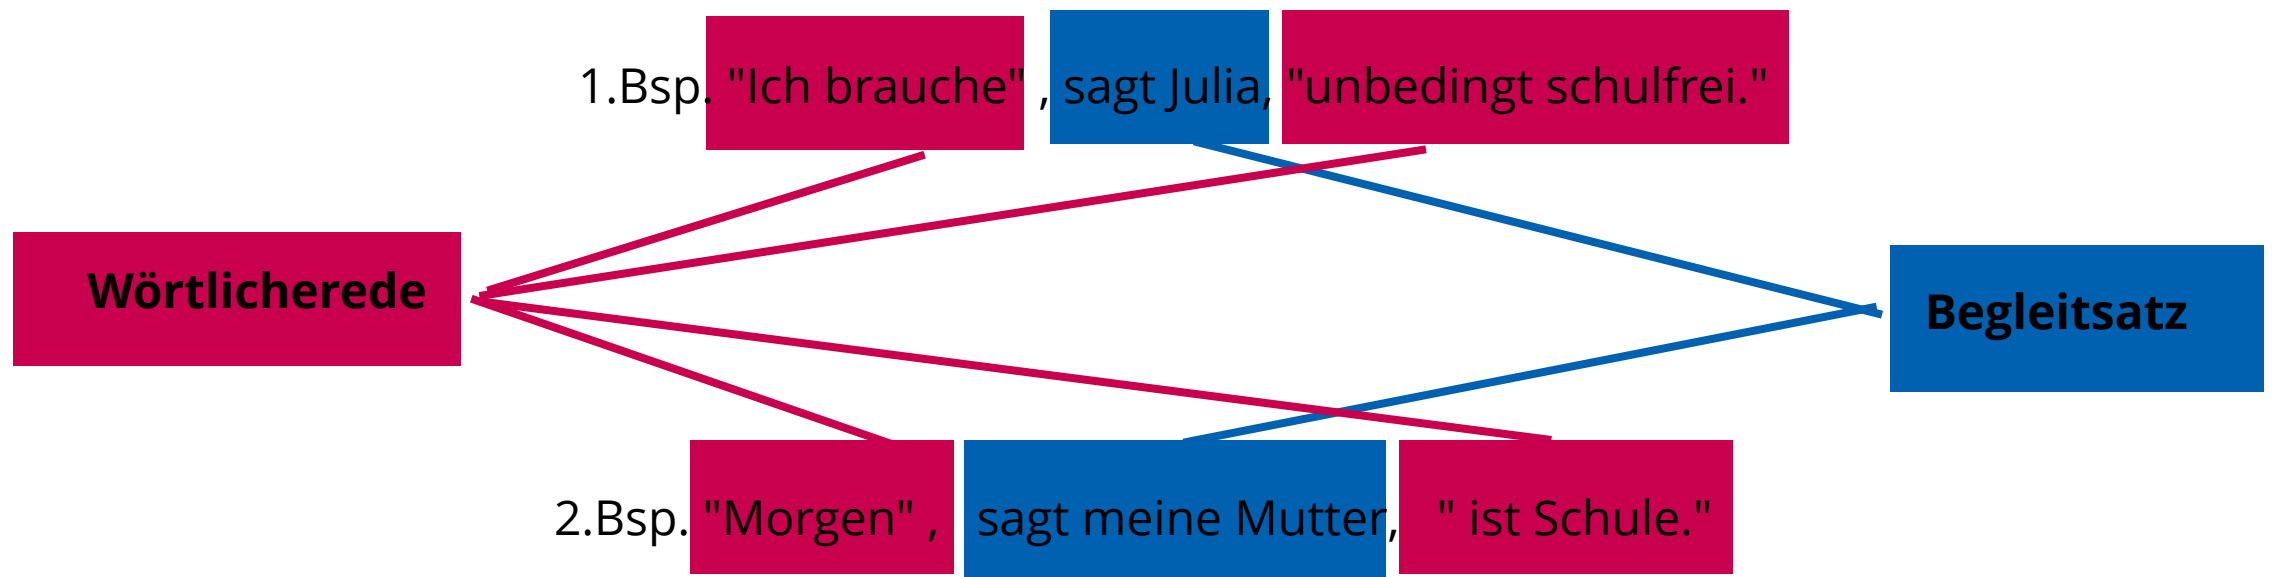 1.Bsp. "Ich brauche" , sagt Julia, "unbedingt schulfrei."
Wörtlicherede
Begleitsatz
2.Bsp. "Morgen" , sagt meine Mutter, " ist Schule."